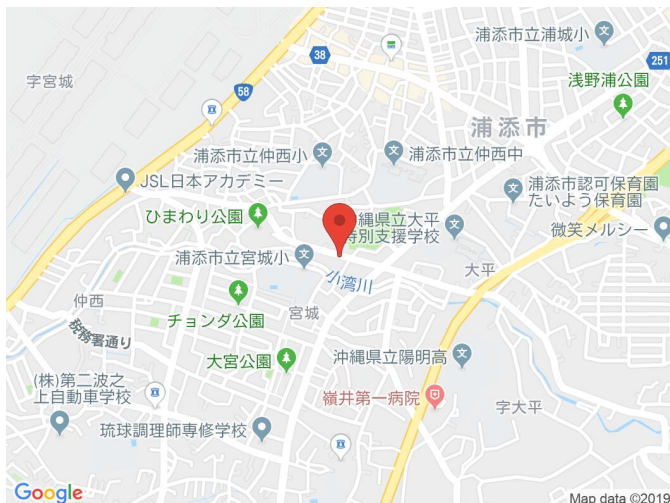 浦添市立浦城小
38
251
浅野浦公園
字宮城
58
浦添市
浦添市立仲西小
浦添市立仲西中
JSL日本アカデミー
浦添市認可保育園
たいよう保育園
ひまわり公園
縄県立大平
特別支援学校
微笑メルシー
浦添市立宮城小
大平
小湾川
仲西
宮城
チョンダ公園
税務署通り
大宮公園
沖縄県立陽明高
(株)第二波之
上自動車学校
嶺井第一病院
字大平
琉球調理師専修学校
Google
Map data ©2019